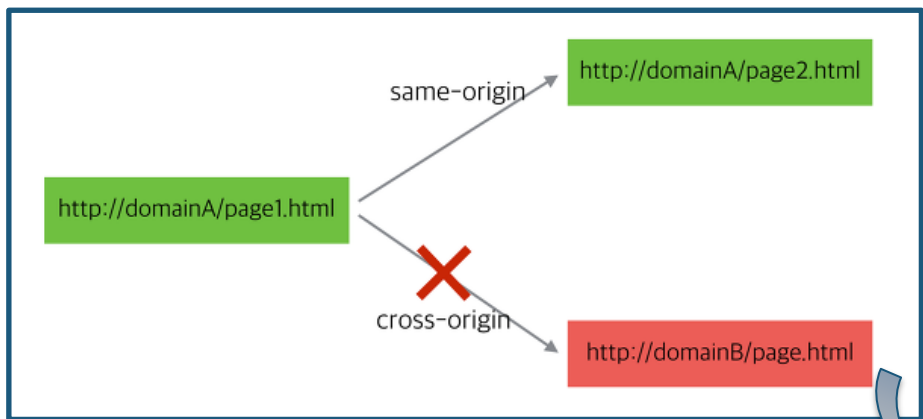 http://domainA/page2.html
same-origin
http://domainA/page1.html
cross-origin
http://domainB/page.html